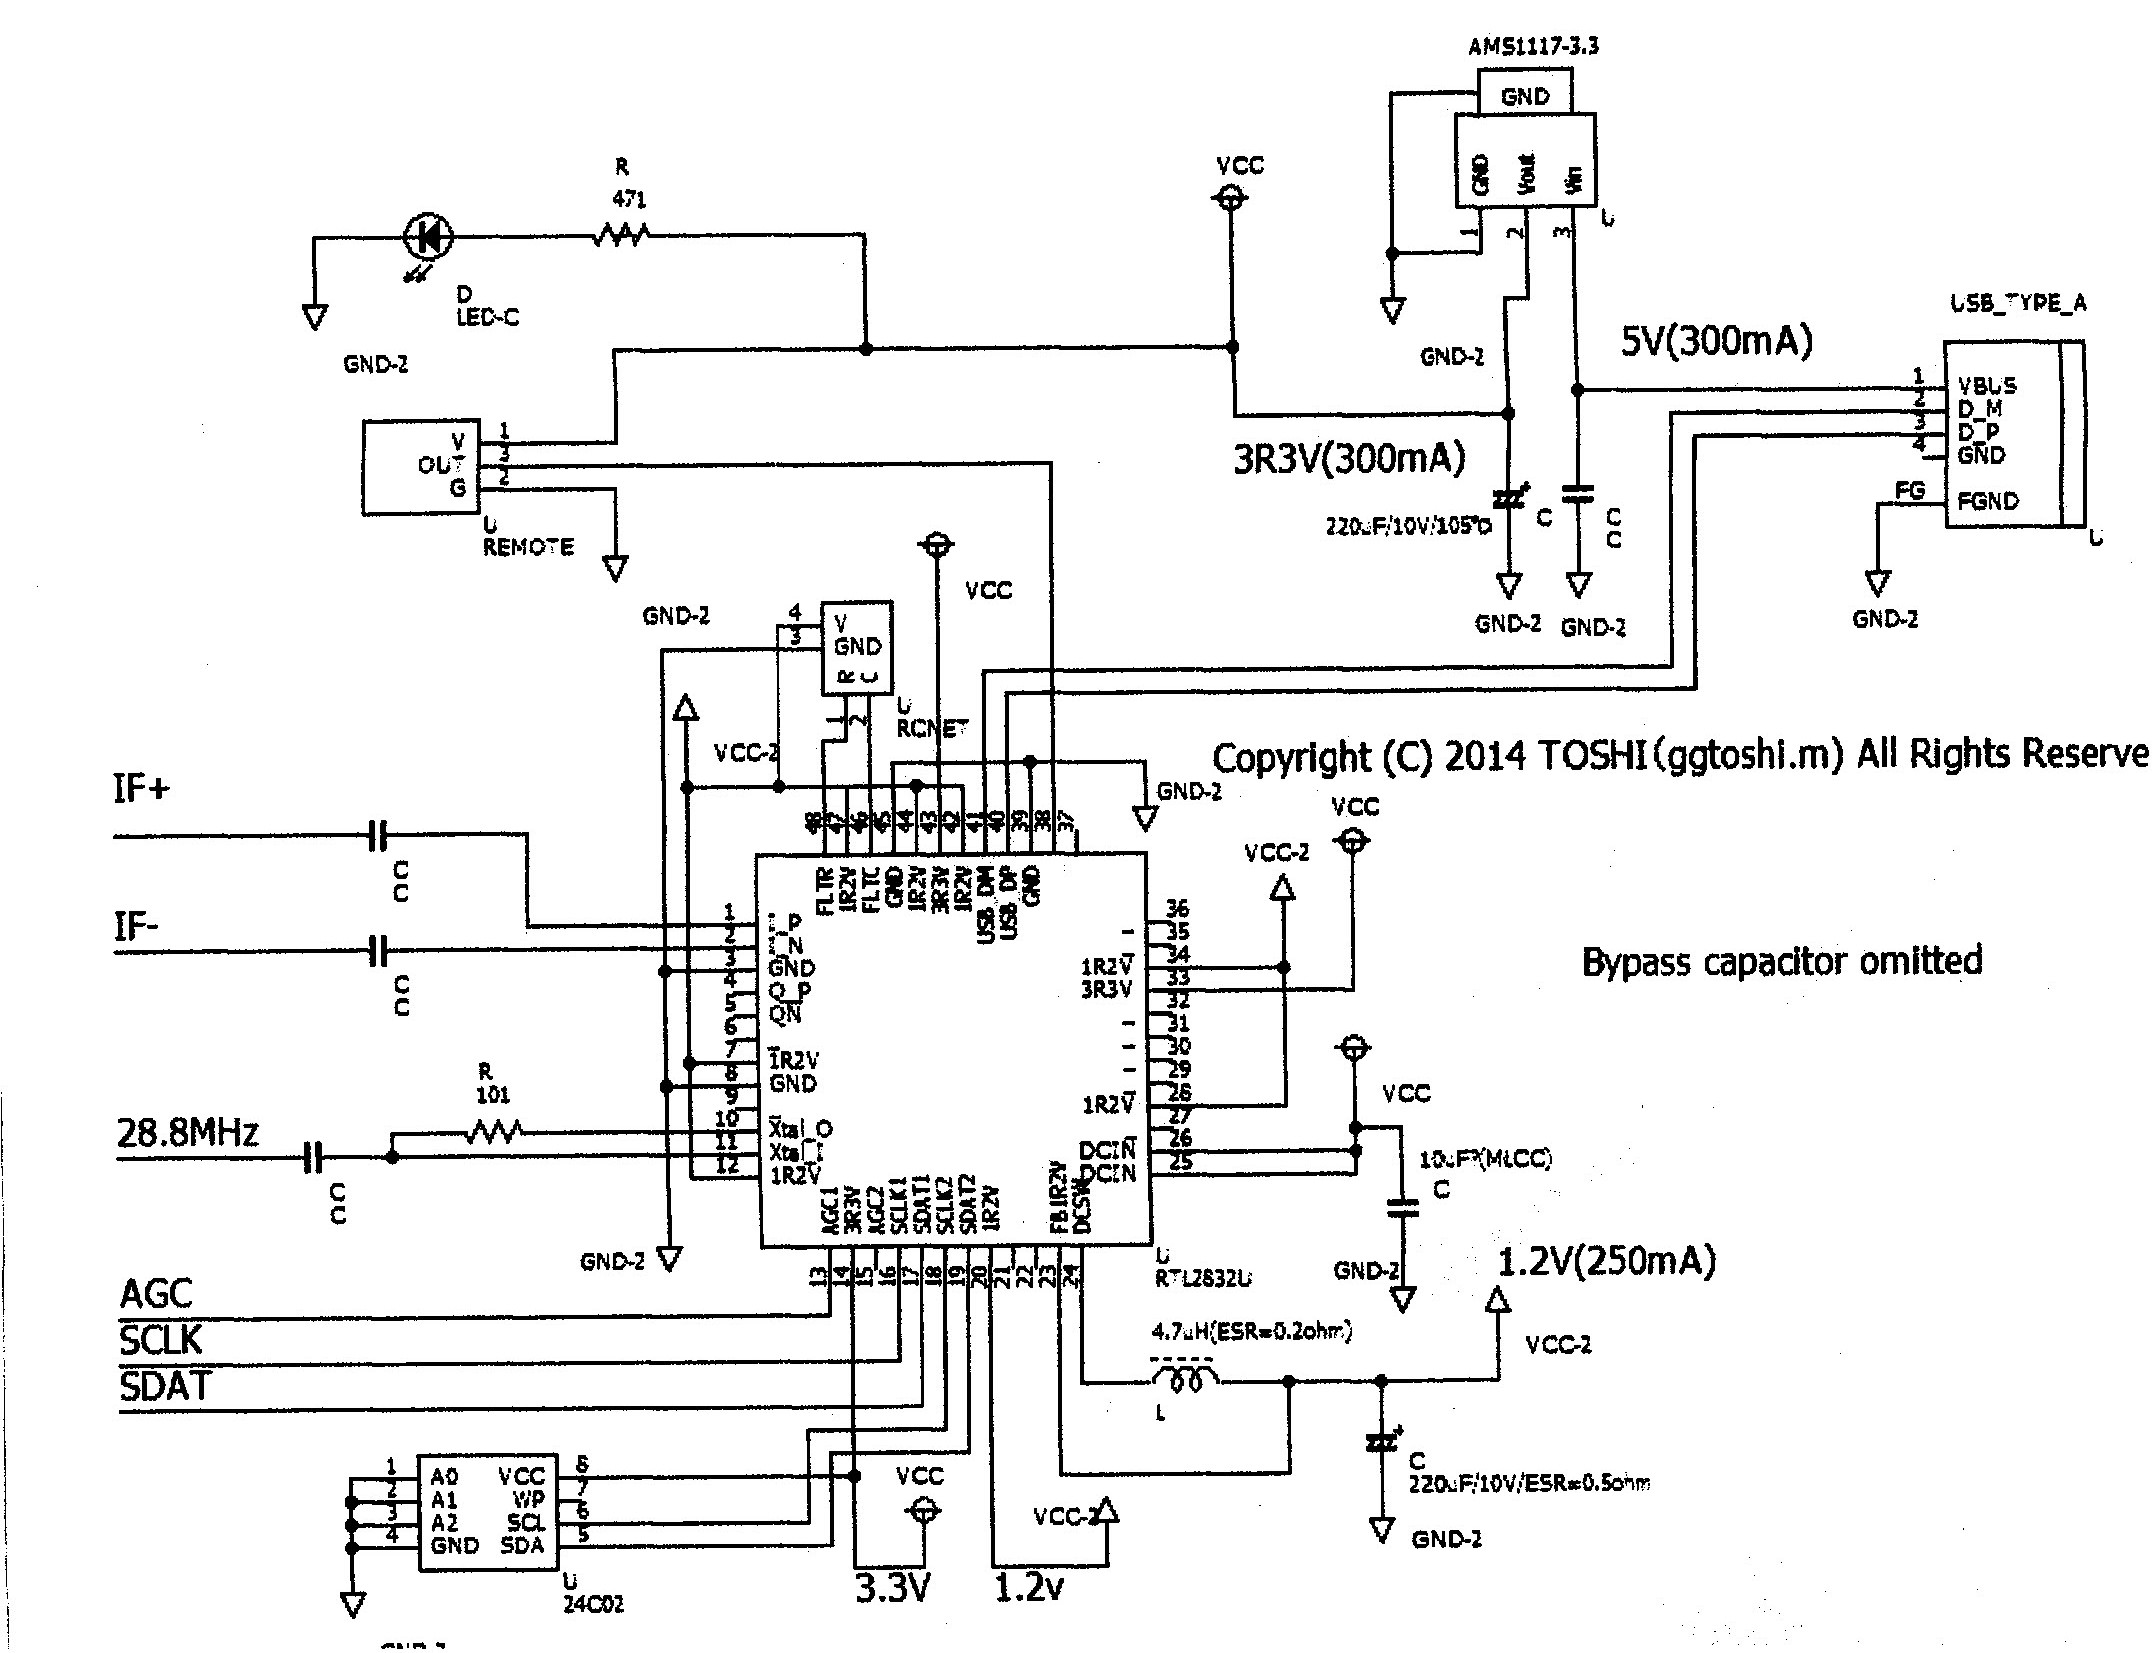 AMS1117-3.3
GND
GND
Vout
Vin
1
2
3
U
VCC
R
471
D
LED-C
GND-2
GND-2
5V(300mA)
USB_TYPE_A
1
VBUS
2
D_M
3
D_P
4
GND
FG
FGND
U
GND-2
V
1
OUT
3
G
2
U
REMOTE
3R3V(300mA)
220uF/10V/105°
C
C
C
GND-2
GND-2
VCC
GND-2
4
V
3
GND
R
C
1
2
U
RCNET
VCC-2
Copyright (C) 2014 TOSHI(ggtoshi.m) All Rights Reserve
GND-2
VCC
VCC-2
IF+
C
C
IF-
C
C
48 47 46 45 44 43 42 41 40 39 38 37
FLTR 1R2V FLTC GND 1R2V 3R3V 1R2V USB_DM USB_DP GND
1
2
3
GND
4
Q_P
5
QN
6
7
1R2V
8
GND
9
10
Xtal_O
11
Xtal_I
12
1R2V
36
35
34
1R2V
33
3R3V
32
31
30
29
28
1R2V
27
26
DCIN
25
DCIN
Bypass capacitor omitted
R
101
28.8MHz
C
C
GND-2
VCC
10uF*(MLCC)
C
GND-2
AGC1 3R3V AGC2 SCLK1 SDAT1 SCLK2 SDAT2 1R2V FB1R2V DCSW
13 14 15 16 17 18 19 20 21 22 23 24
U
RTL2832U
1.2V(250mA)
AGC
SCLK
SDAT
4.7uH(ESR=0.2ohm)
L
VCC-2
C
220uF/10V/ESR=0.5ohm
GND-2
1
A0
VCC
8
2
A1
WP
7
3
A2
SCL
6
4
GND
SDA
5
U
24C02
VCC
VCC-2
3.3V
1.2v